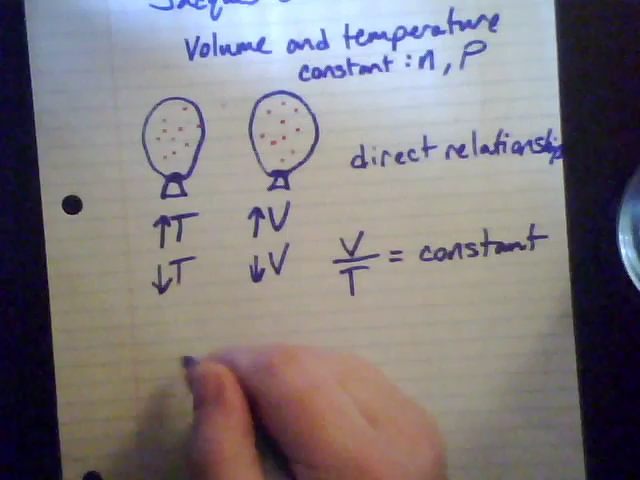 Volume and temperature
constant : n, P
direct relationship
↑T ↑V
↓T ↓V
V/T = constant